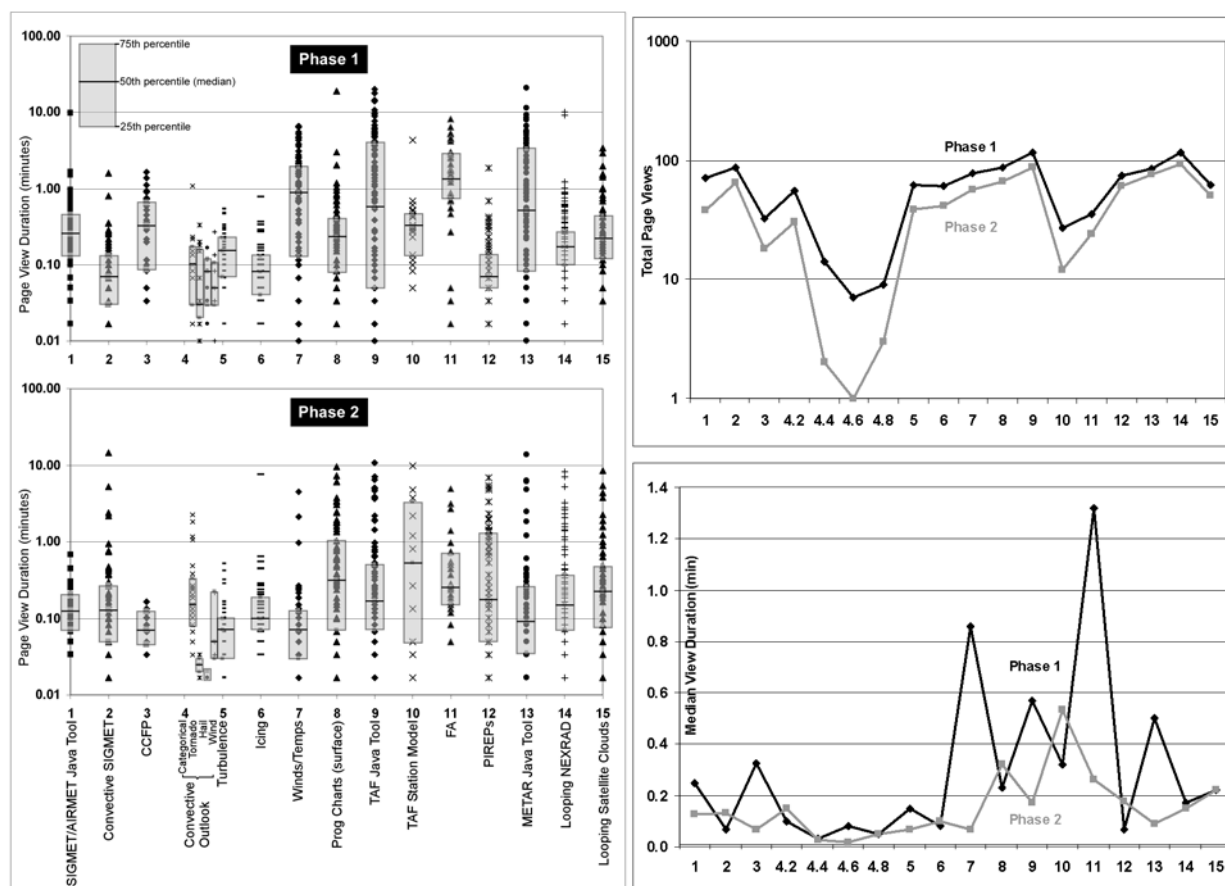 100.00
75th percentile
Phase 1
50th percentile (median)
10.00
25th percentile
1.00
0.10
0.01
Page View Duration (minutes)
1 2 3 4 5 6 7 8 9 10 11 12 13 14 15
100.00
Phase 2
10.00
1.00
0.10
0.01
Page View Duration (minutes)
1 2 3 4 5 6 7 8 9 10 11 12 13 14 15
SIGMET/AIRMET Java Tool
Convective SIGMET
CCFP
Categorical
Tornado
Hail
Wind
Convective
Outlook
Turbulence
Icing
Winds/Temps
Prog Charts (surface)
TAF Java Tool
TAF Station Model
FA
PIREPs
METAR Java Tool
Looping NEXRAD
Looping Satellite Clouds
1000
100
10
1
Total Page Views
Phase 1
Phase 2
1 2 3 4.2 4.4 4.6 4.8 5 6 7 8 9 10 11 12 13 14 15
1.4
1.2
1.0
0.8
0.6
0.4
0.2
0.0
Median View Duration (min)
Phase 1
Phase 2
1 2 3 4.2 4.4 4.6 4.8 5 6 7 8 9 10 11 12 13 14 15